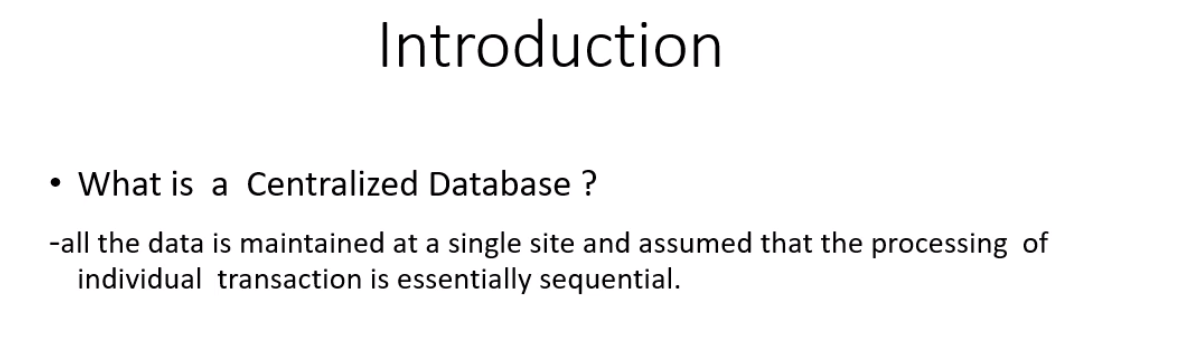 Introduction
• What is a Centralized Database ?
-all the data is maintained at a single site and assumed that the processing of
individual transaction is essentially sequential.